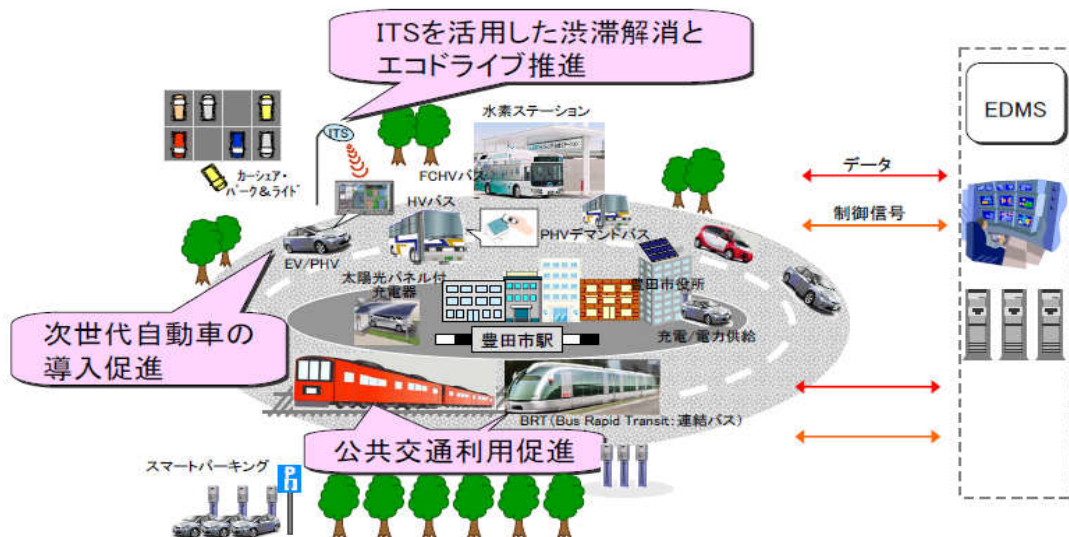 ITSを活用した渋滞解消と
エコドライブ推進
水素ステーション
EDMS
ITS
カーシェア・
パーク&ライド
FCHVバス
データ
HVバス
制御信号
PHVデマンドバス
EV/PHV
太陽光パネル付
充電器
豊田市役所
次世代自動車の
導入促進
豊田市駅
充電/電力供給
BRT(Bus Rapid Transit:連結バス)
公共交通利用促進
スマートパーキング
P